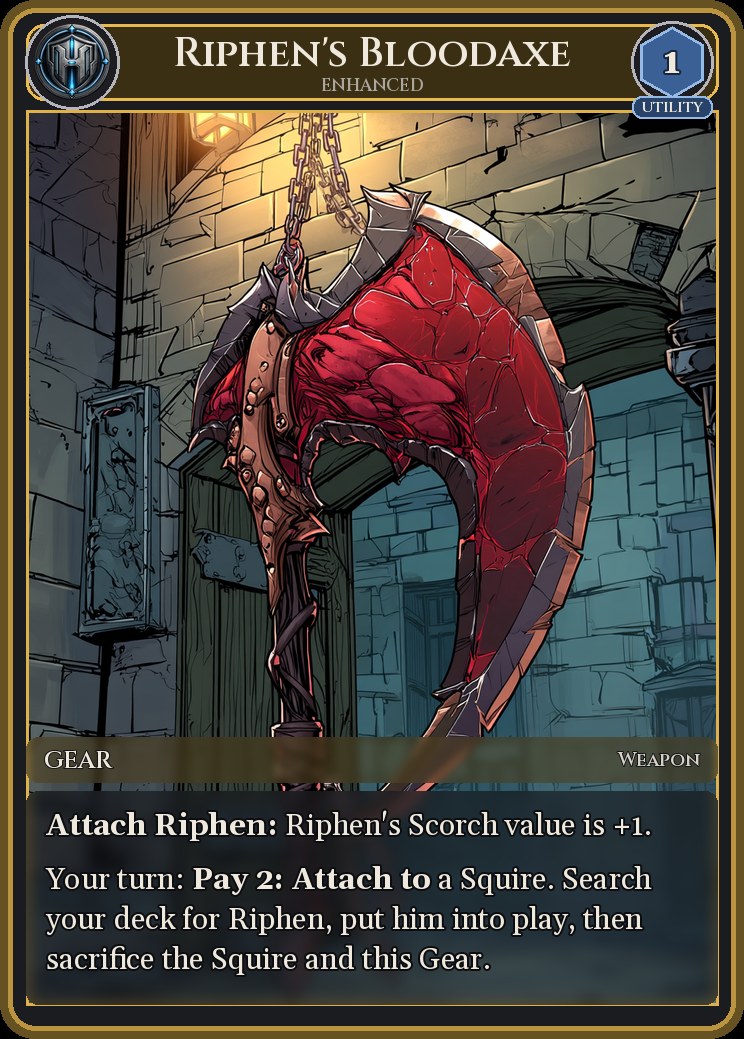 Riphen's Bloodaxe
ENHANCED
1
UTILITY
GEAR
Weapon
Attach Riphen: Riphen's Scorch value is +1.
Your turn: Pay 2: Attach to a Squire. Search
your deck for Riphen, put him into play, then
sacrifice the Squire and this Gear.